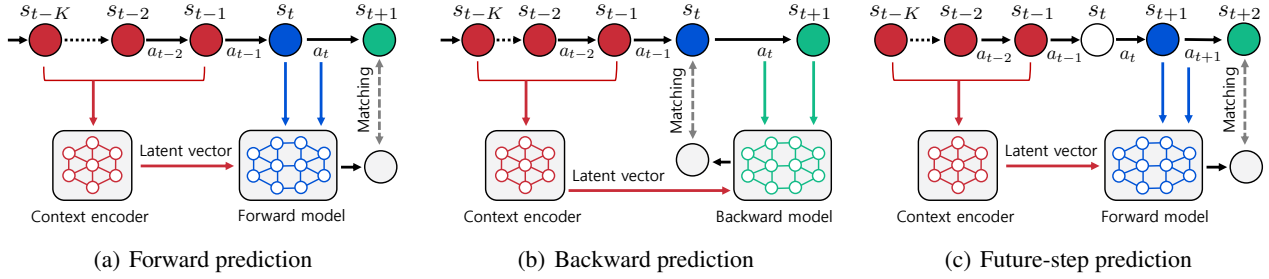 s_{t-K} s_{t-2} s_{t-1} s_t s_{t+1}
a_{t-2} a_{t-1} a_t
Matching
Latent vector
Context encoder Forward model
(a) Forward prediction
s_{t-K} s_{t-2} s_{t-1} s_t s_{t+1}
a_{t-2} a_{t-1} a_t
Matching
Latent vector
Context encoder Backward model
(b) Backward prediction
s_{t-K} s_{t-2} s_{t-1} s_t s_{t+1} s_{t+2}
a_{t-2} a_{t-1} a_t a_{t+1}
Matching
Latent vector
Context encoder Forward model
(c) Future-step prediction